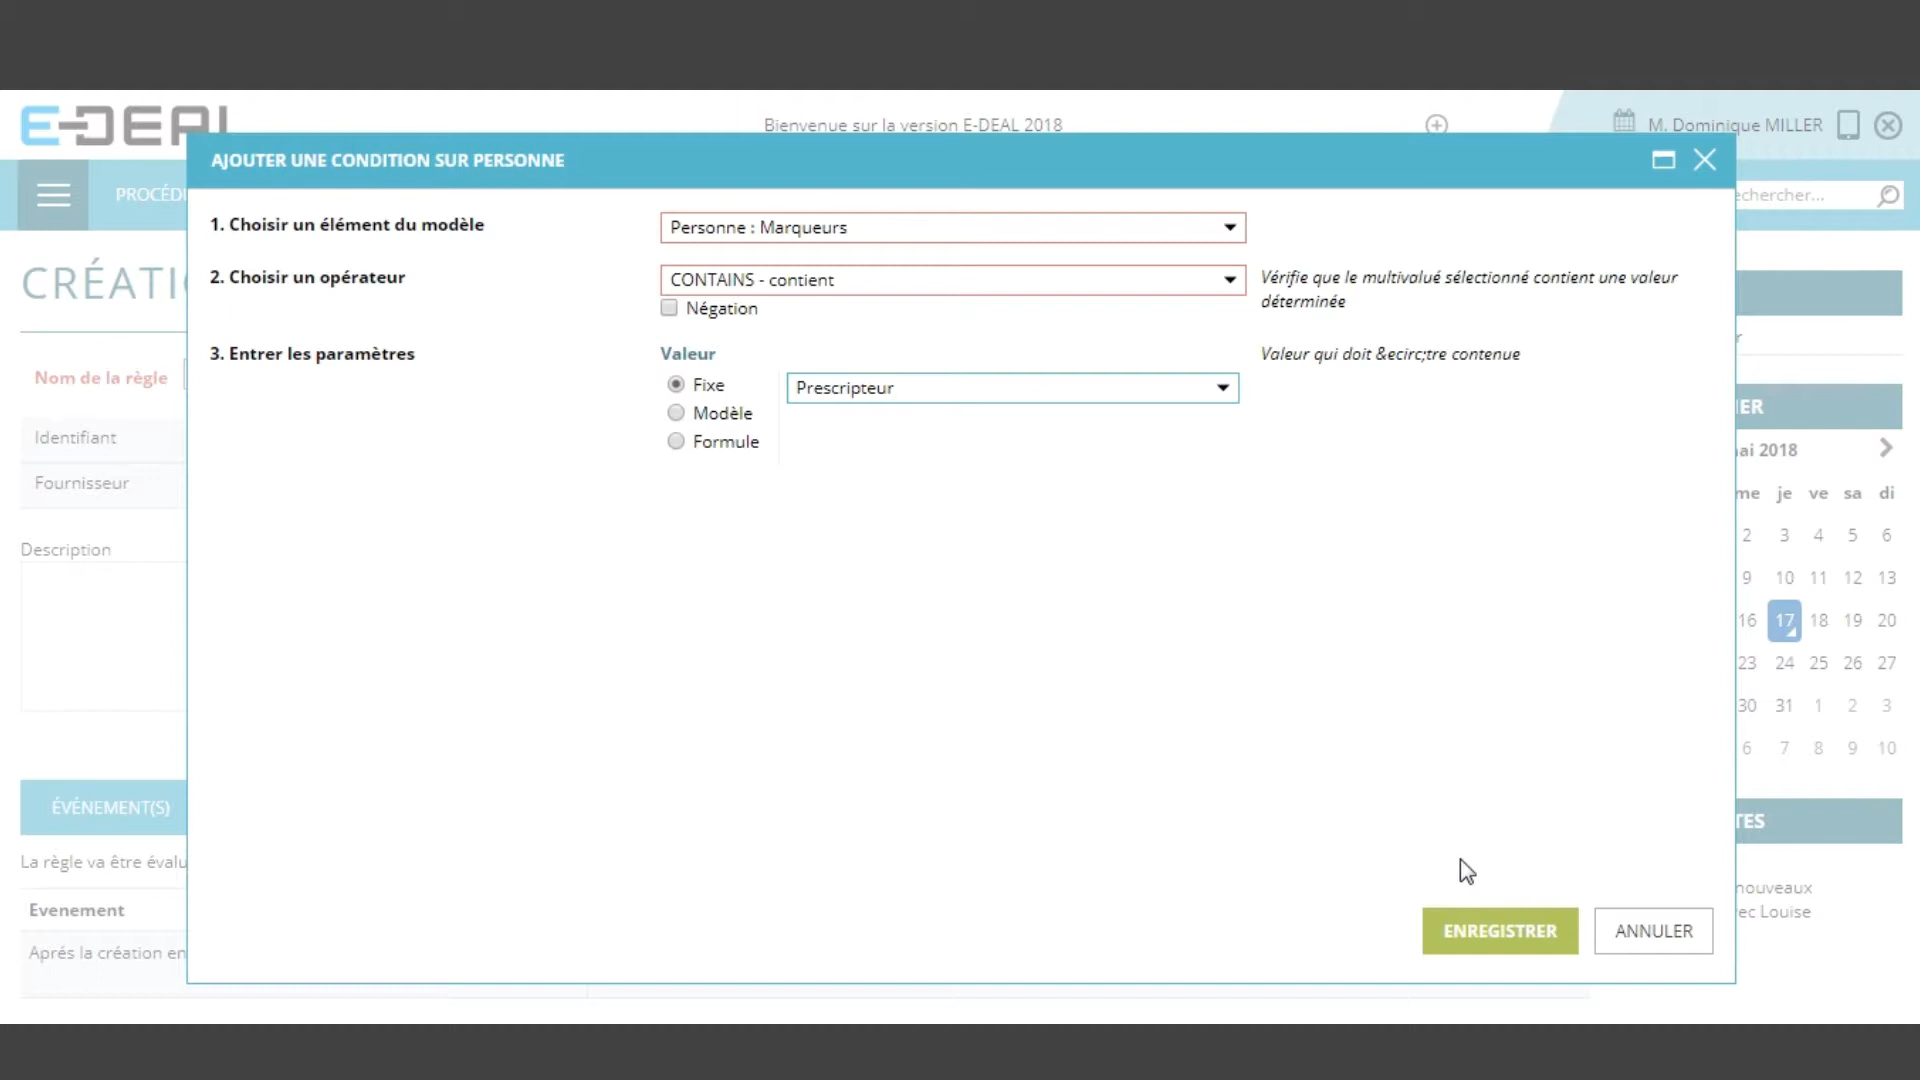 E-DEAL
Bienvenue sur la version E-DEAL 2018
M. Dominique MILLER
AJOUTER UNE CONDITION SUR PERSONNE
1. Choisir un élément du modèle
Personne : Marqueurs
2. Choisir un opérateur
CONTAINS - contient
Vérifie que le multivalué sélectionné contient une valeur
déterminée
Négation
3. Entrer les paramètres
Valeur
Valeur qui doit &ecirc;tre contenue
Fixe
Prescripteur
Modèle
Formule
ENREGISTRER
ANNULER
Nom de la règle
Identifiant
Fournisseur
Description
ÉVÉNEMENT(S)
La règle va être évalu
Evenement
Aprés la création en
echercher...
ai 2018
me je ve sa di
2 3 4 5 6
9 10 11 12 13
16 17 18 19 20
23 24 25 26 27
30 31 1 2 3
6 7 8 9 10
TES
nouveaux
ec Louise